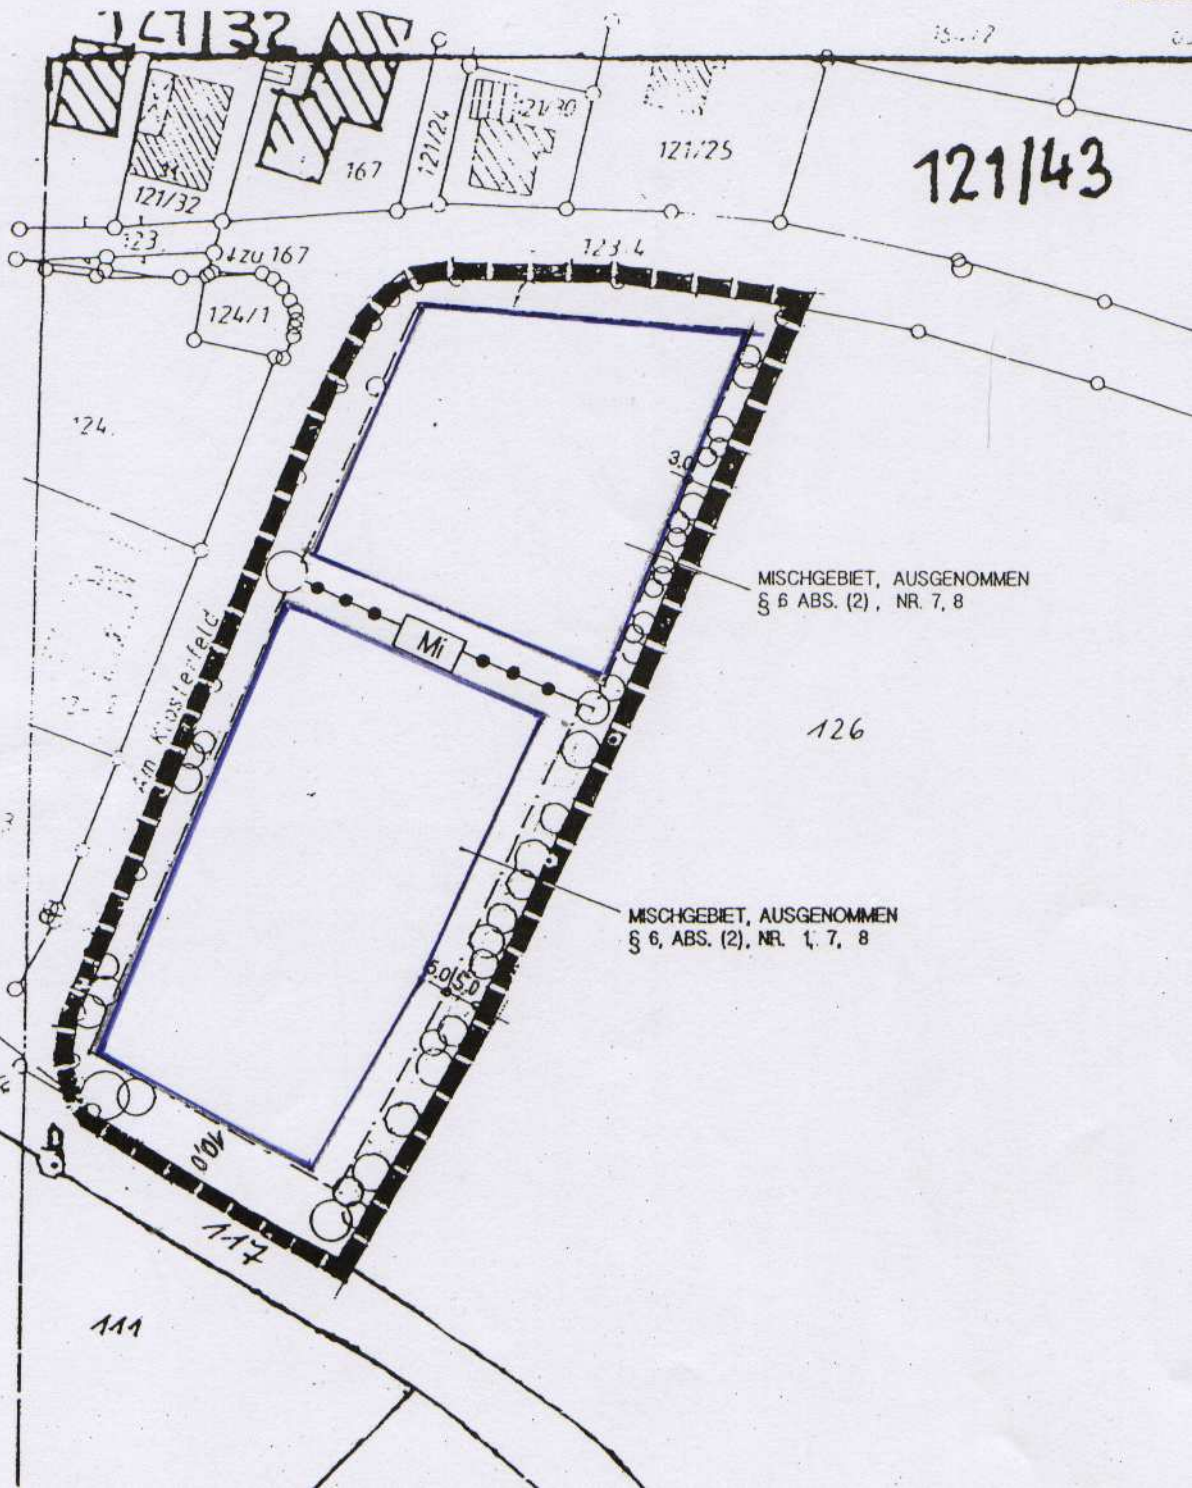 121/32
167
121/24
121/30
121/25
121/43
121/32
123
zu 167
124/1
124
3.0
MISCHGEBIET, AUSGENOMMEN
§ 6 ABS. (2), NR. 7, 8
Mi
Am Klosterfeld
126
MISCHGEBIET, AUSGENOMMEN
§ 6, ABS. (2), NR. 1, 7, 8
5.0 5.0
10,0
117
111